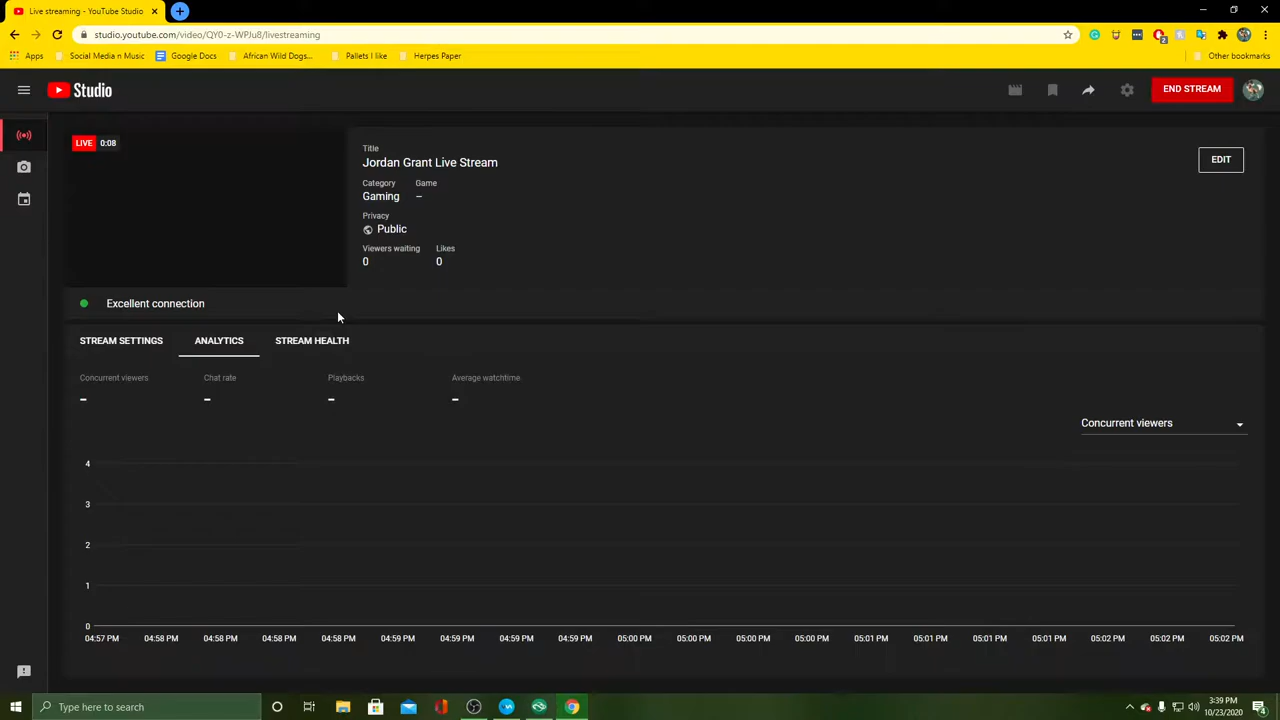 Live streaming - YouTube Studio
studio.youtube.com/video/QY0-z-WPJu8/livestreaming
Apps Social Media n Music Google Docs African Wild Dogs... Pallets I like Herpes Paper Other bookmarks
Studio END STREAM
LIVE 0:08
Title
Jordan Grant Live Stream
EDIT
Category Game
Gaming –
Privacy
Public
Viewers waiting Likes
0 0
Excellent connection
STREAM SETTINGS ANALYTICS STREAM HEALTH
Concurrent viewers Chat rate Playbacks Average watchtime
– – – –
Concurrent viewers
4
3
2
1
0
04:57 PM 04:58 PM 04:58 PM 04:58 PM 04:58 PM 04:59 PM 04:59 PM 04:59 PM 04:59 PM 05:00 PM 05:00 PM 05:00 PM 05:00 PM 05:01 PM 05:01 PM 05:01 PM 05:01 PM 05:02 PM 05:02 PM 05:02 PM
Type here to search
3:39 PM
10/23/2020
4